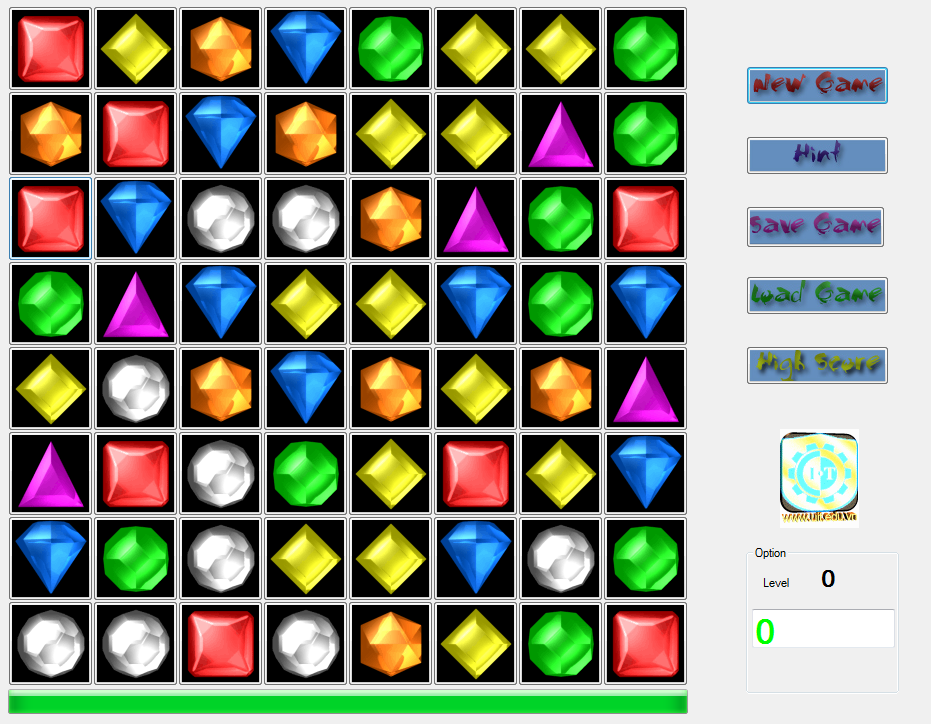 New Game
Hint
Save Game
Load Game
High Score
Option
Level 0
0